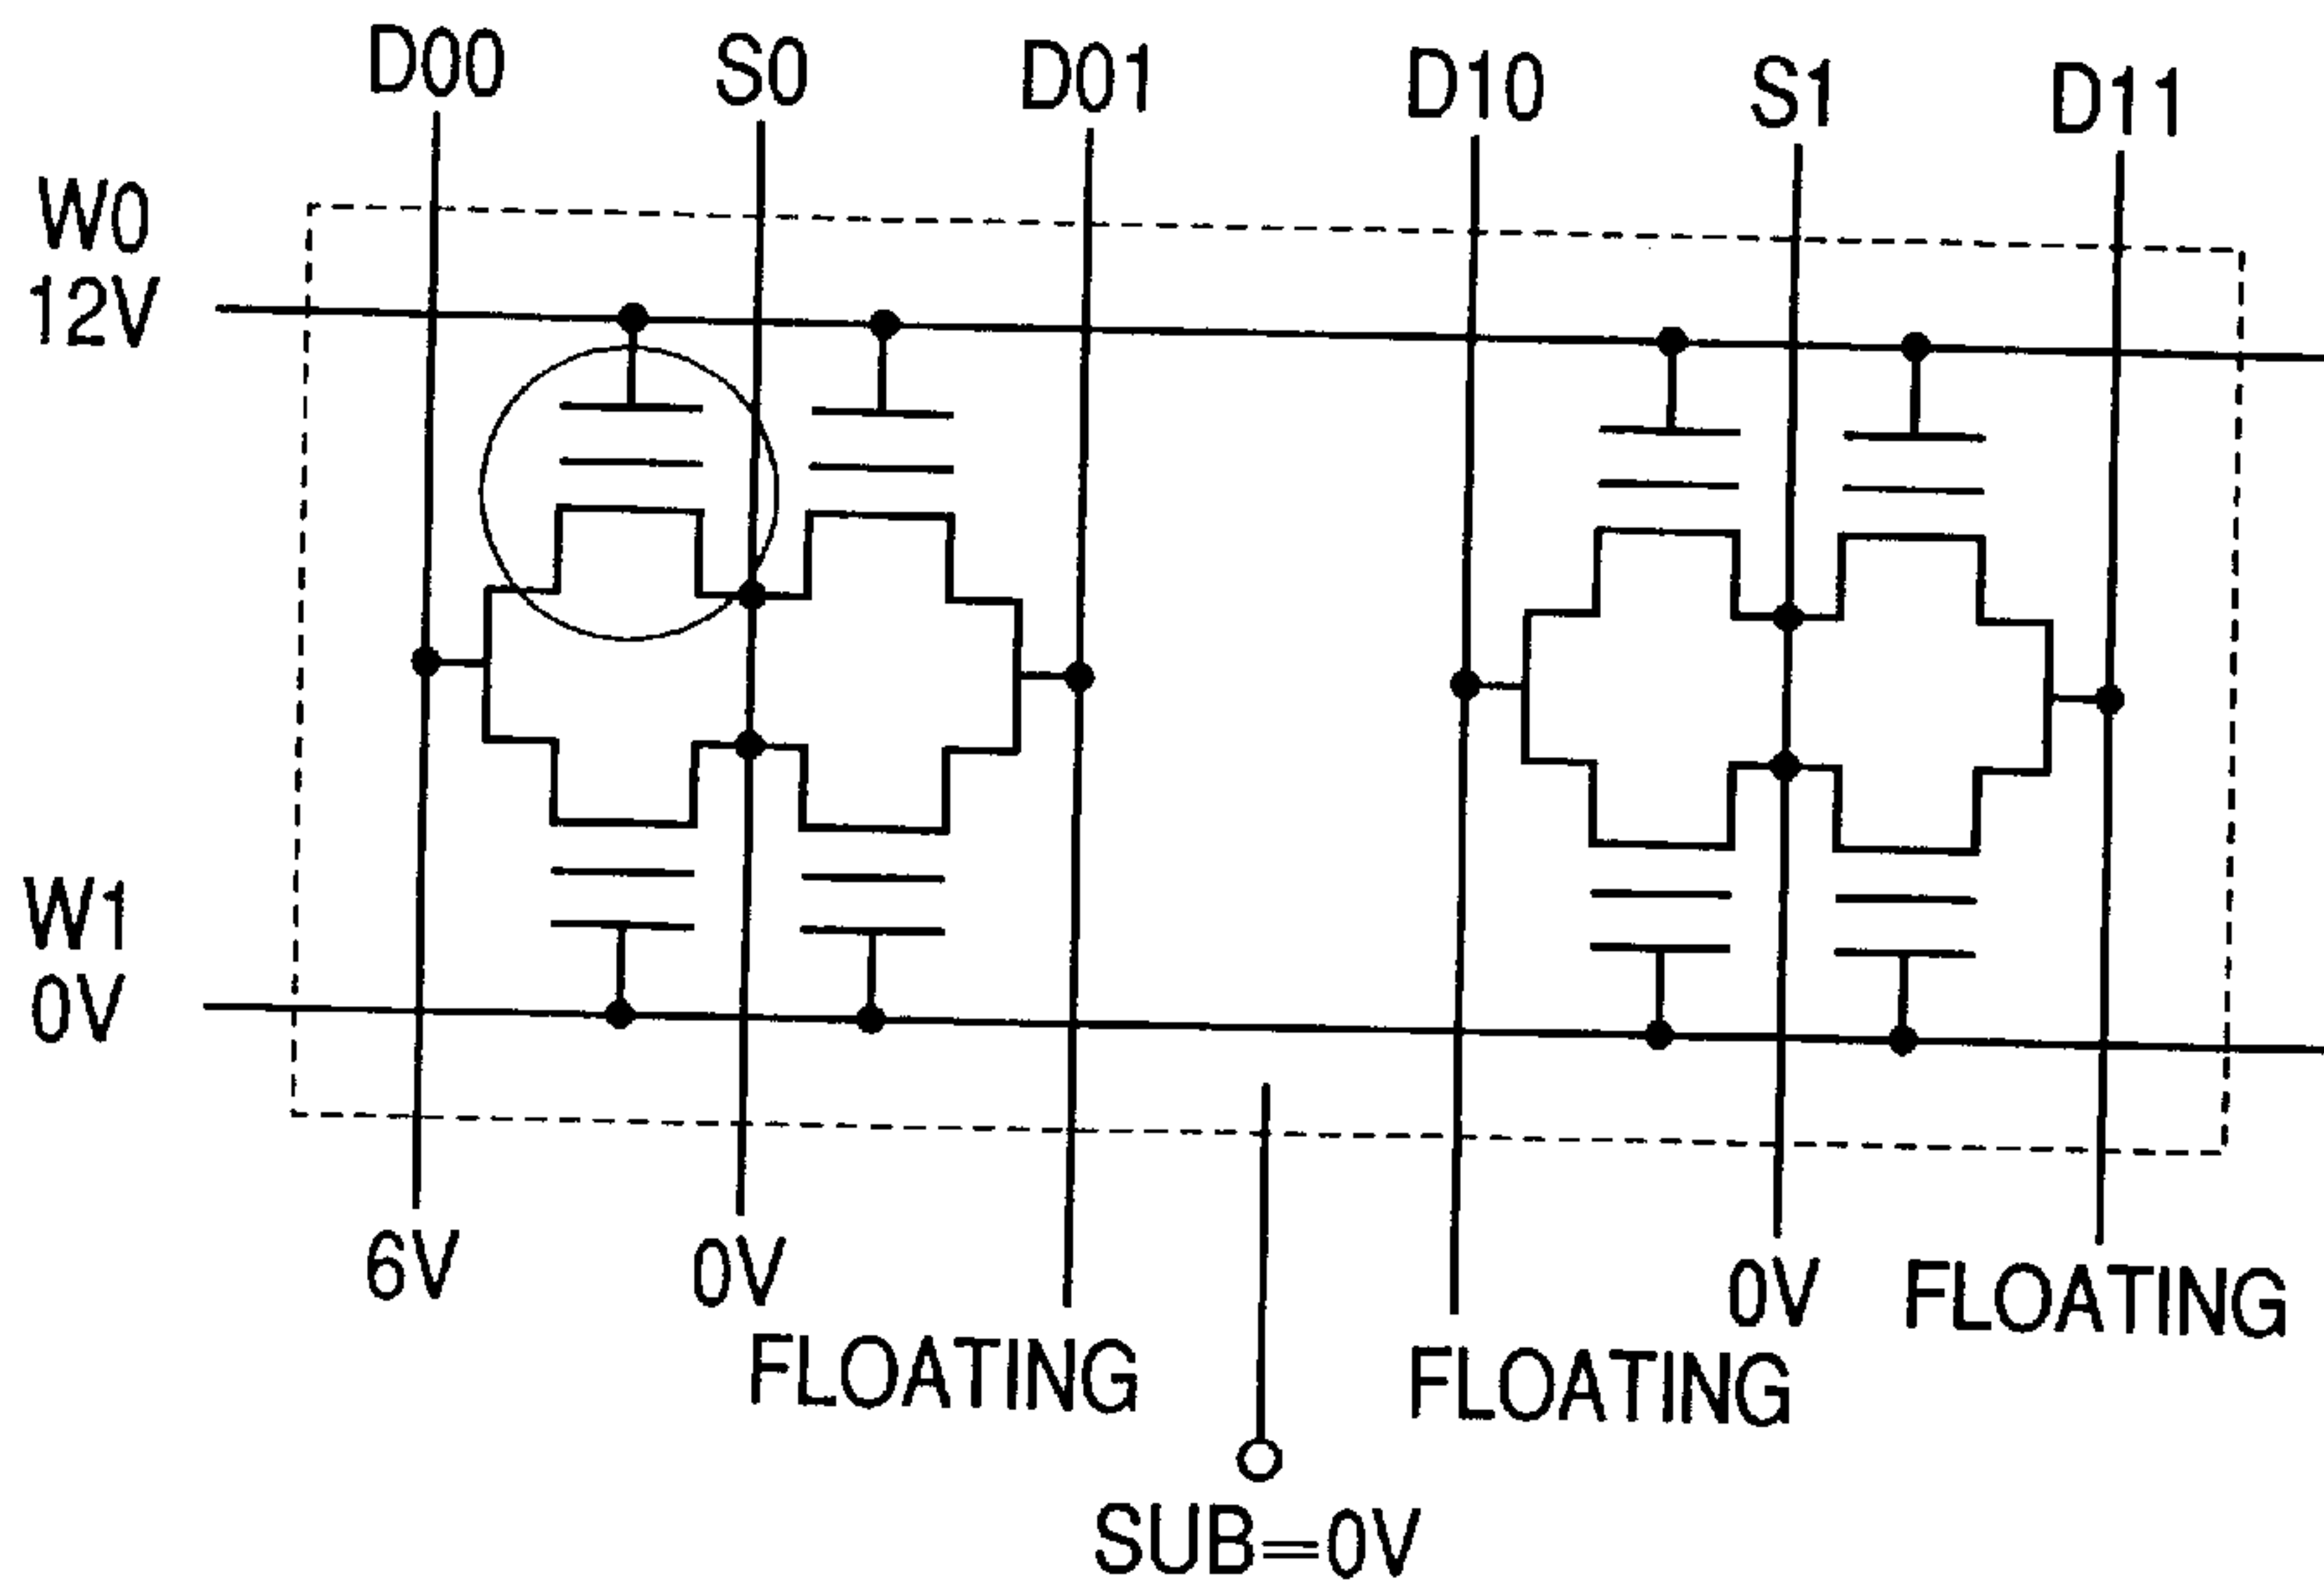 D00 S0 D01 D10 S1 D11
W0
12V
W1
0V
6V 0V 0V FLOATING
FLOATING FLOATING
SUB=0V